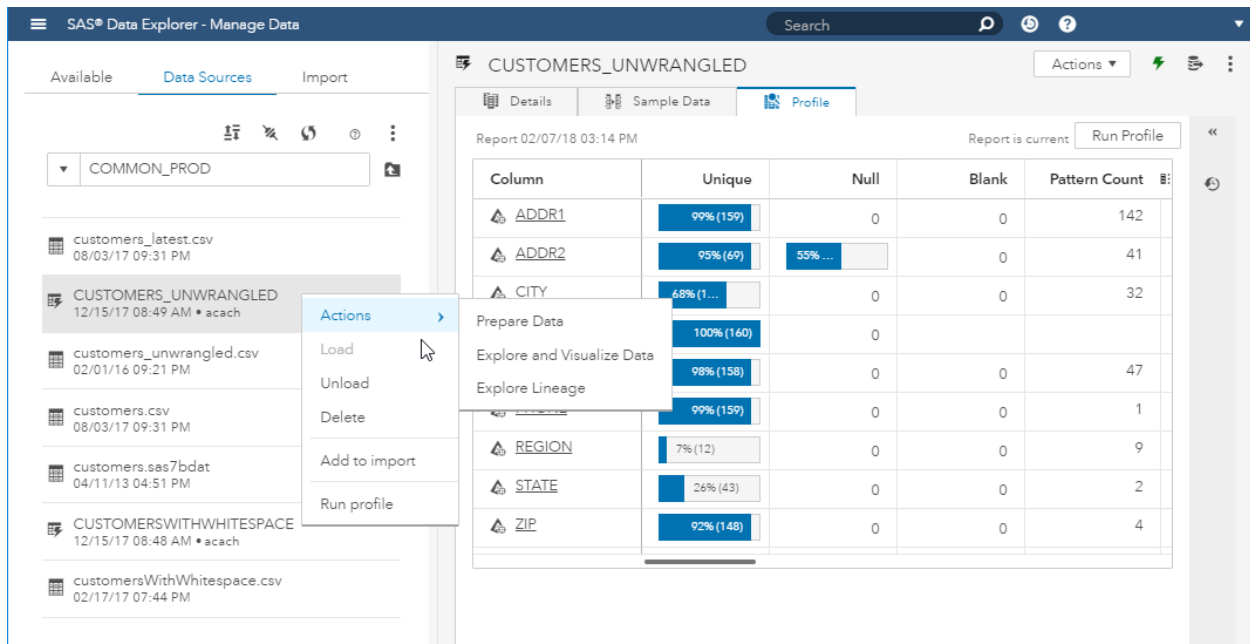 SAS® Data Explorer - Manage Data
Search
Available Data Sources Import
COMMON_PROD
customers_latest.csv
08/03/17 09:31 PM
CUSTOMERS_UNWRANGLED
12/15/17 08:49 AM • acach
customers_unwrangled.csv
02/01/16 09:21 PM
customers.csv
08/03/17 09:31 PM
customers.sas7bdat
04/11/13 04:51 PM
CUSTOMERSWITHWHITESPACE
12/15/17 08:48 AM • acach
customersWithWhitespace.csv
02/17/17 07:44 PM
Actions
Load
Unload
Delete
Add to import
Run profile
Prepare Data
Explore and Visualize Data
Explore Lineage
CUSTOMERS_UNWRANGLED
Actions
Details Sample Data Profile
Report 02/07/18 03:14 PM Report is current Run Profile
Column Unique Null Blank Pattern Count
ADDR1 99% (159) 0 0 142
ADDR2 95% (69) 55% ... 0 41
CITY 68% (1... 0 0 32
100% (160) 0
98% (158) 0 0 47
99% (159) 0 0 1
REGION 7% (12) 0 0 9
STATE 26% (43) 0 0 2
ZIP 92% (148) 0 0 4